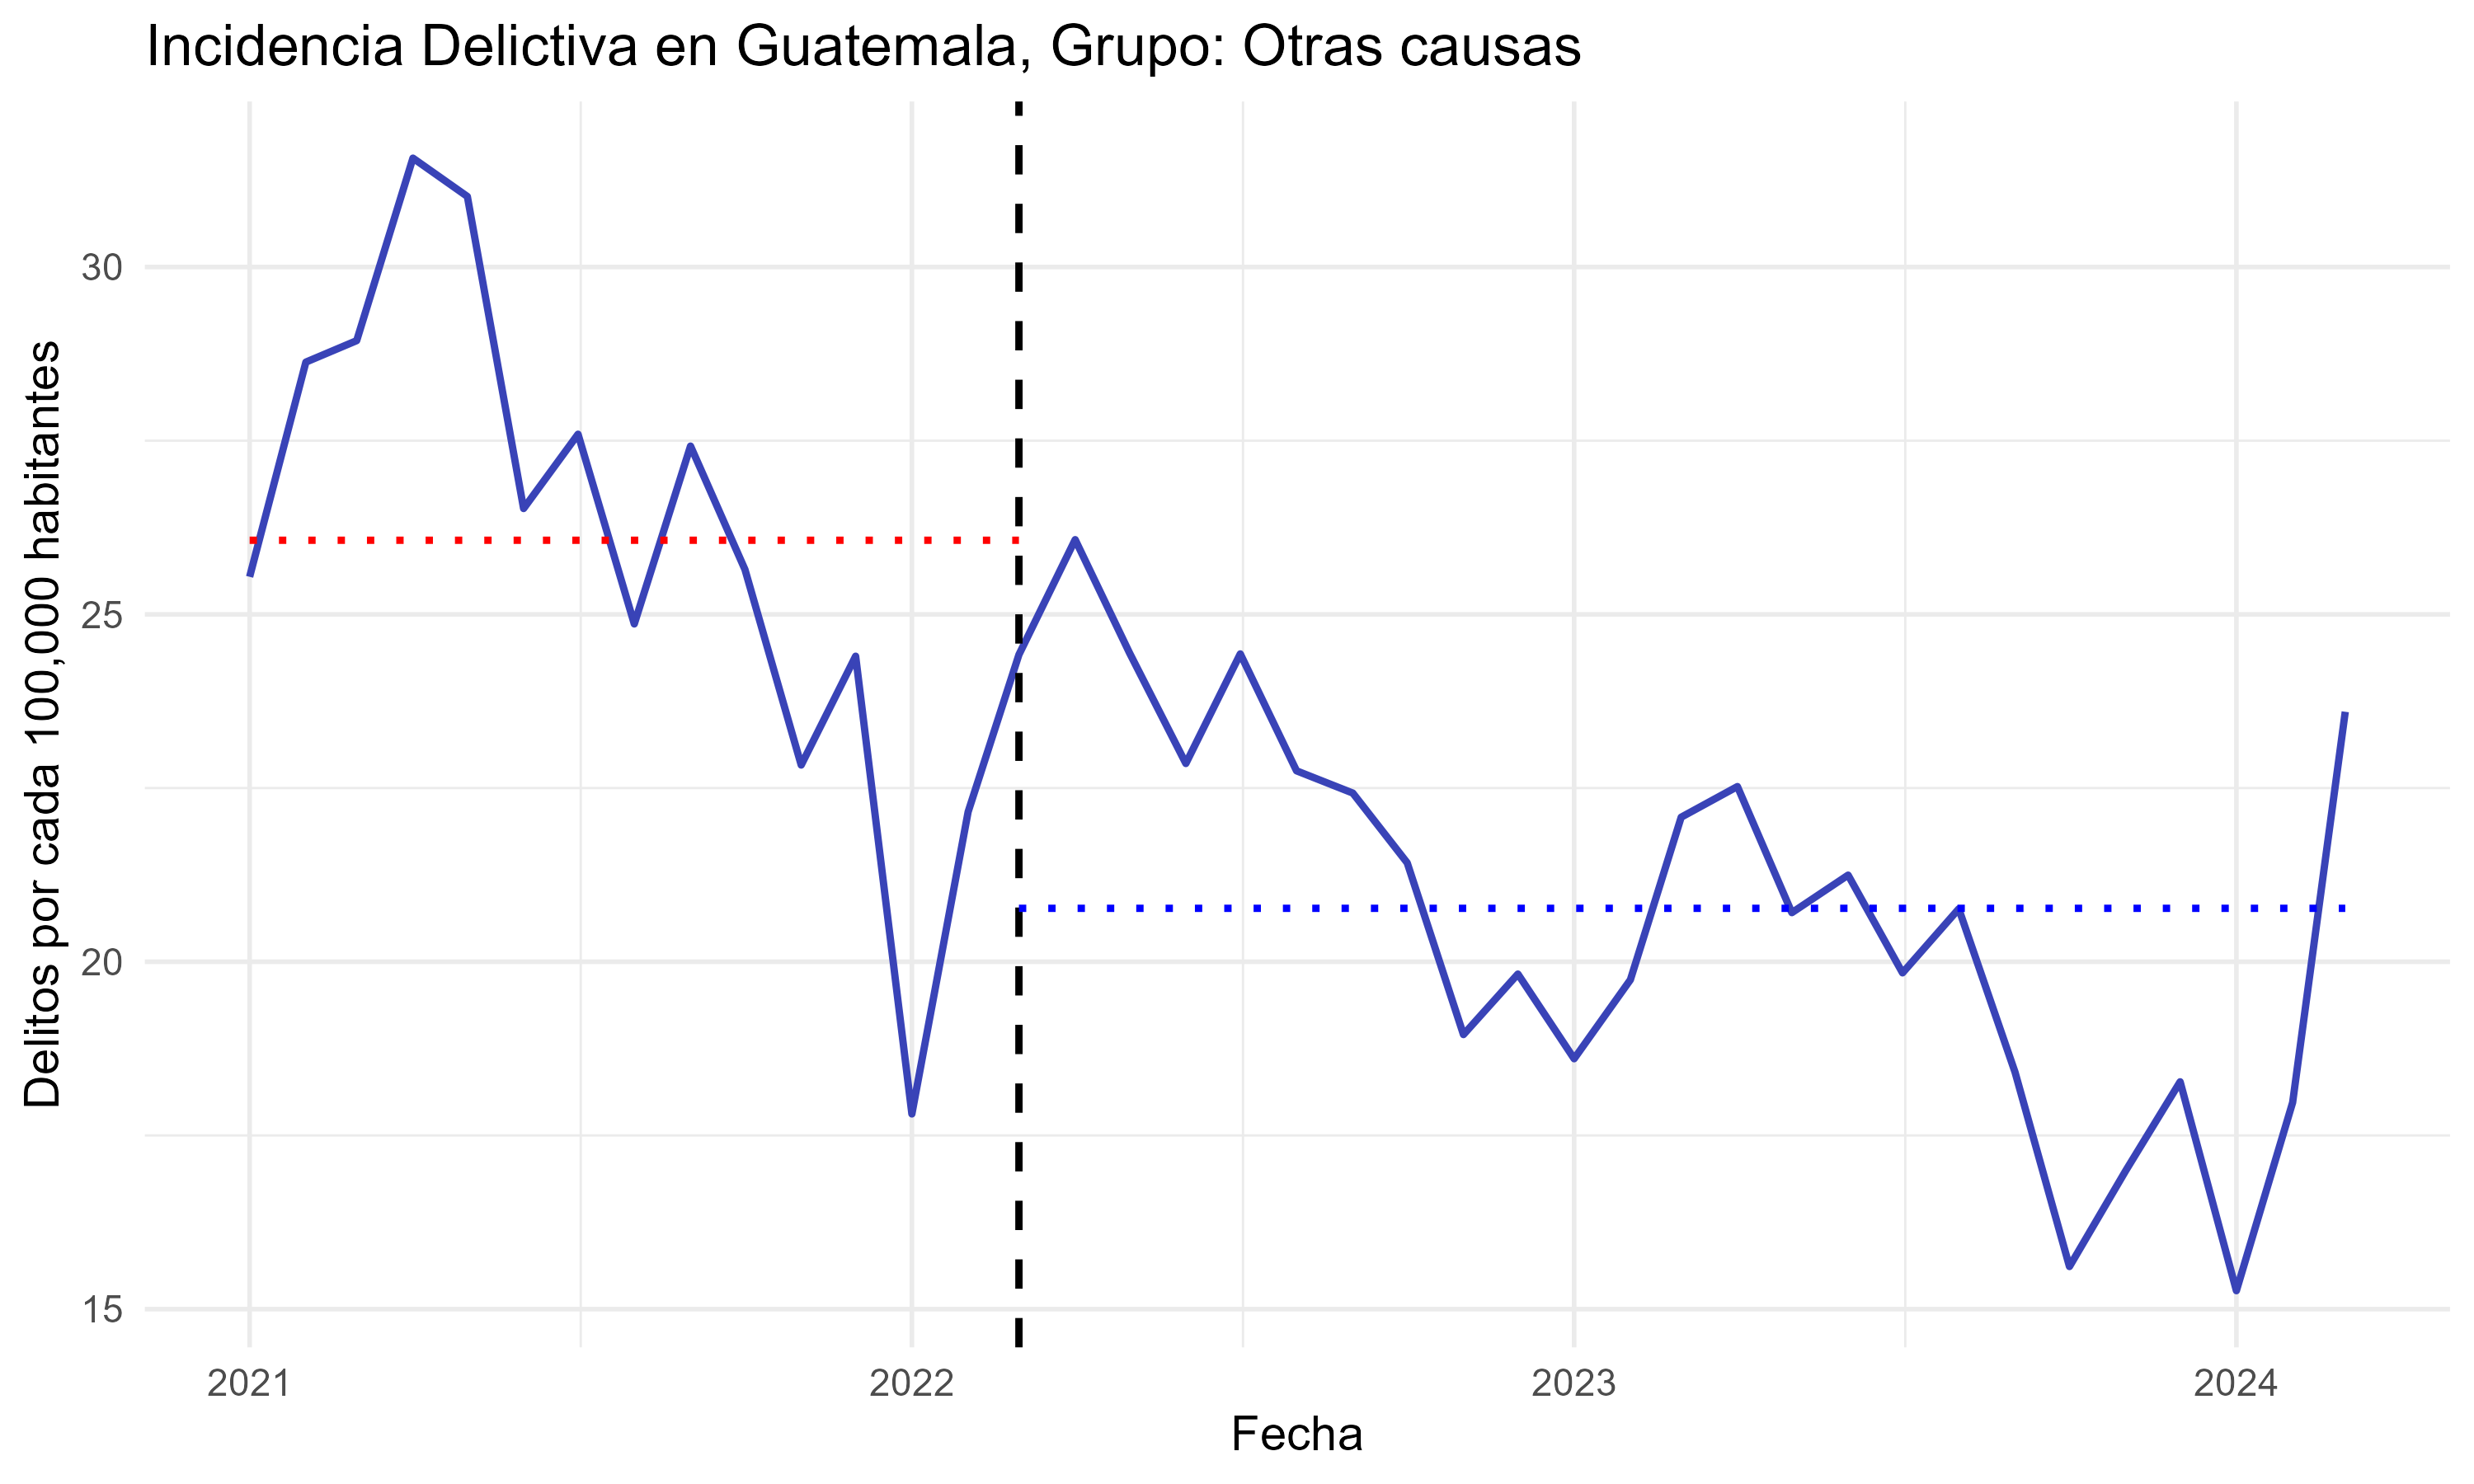 Incidencia Delictiva en Guatemala, Grupo: Otras causas
Delitos por cada 100,000 habitantes
30
25
20
15
2021
2022
2023
2024
Fecha